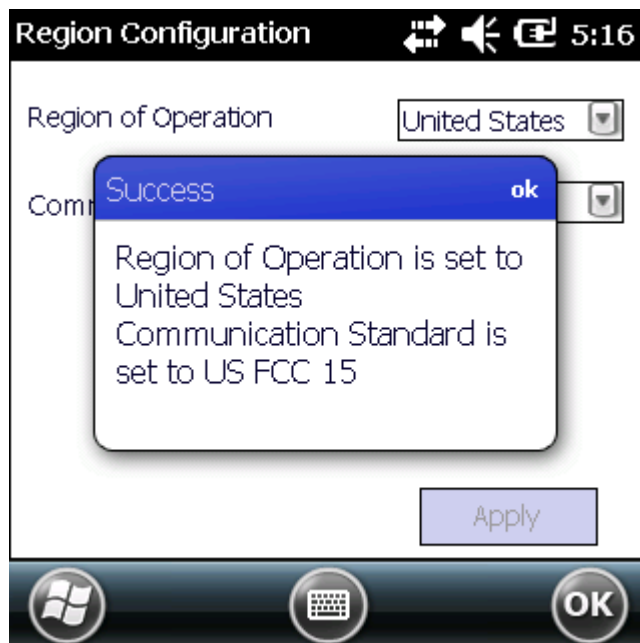 Region Configuration 5:16
Region of Operation United States
Success ok
Region of Operation is set to
United States
Communication Standard is
set to US FCC 15
Apply
OK